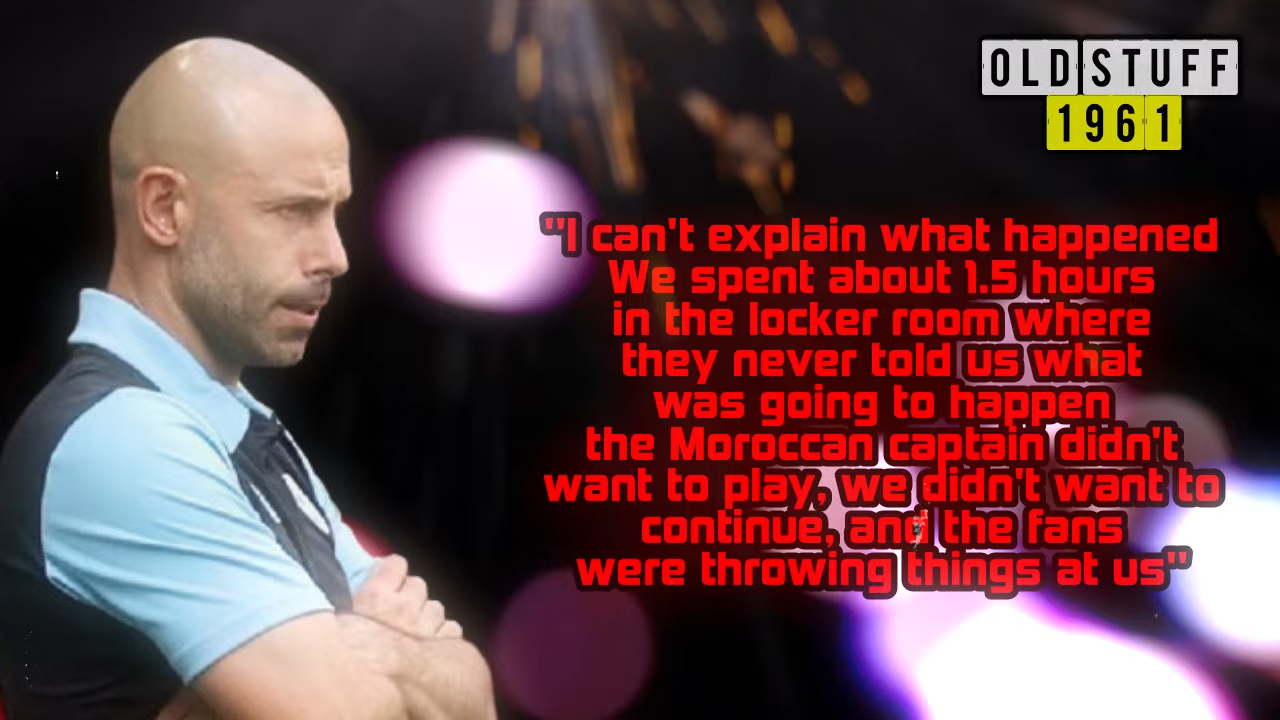 OLD STUFF
1961
"I can't explain what happened
We spent about 1.5 hours
in the locker room where
they never told us what
was going to happen
the Moroccan captain didn't
want to play, we didn't want to
continue, and the fans
were throwing things at us"